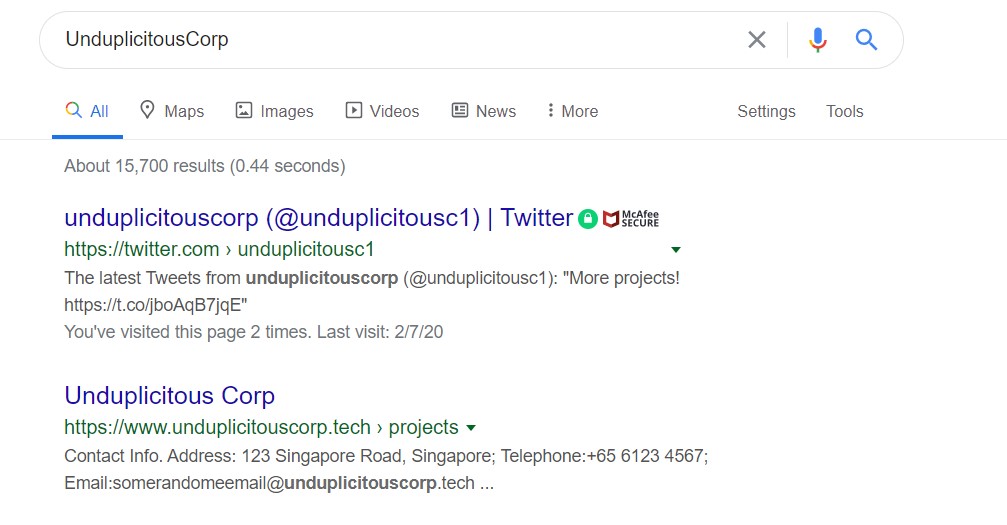 UnduplicitousCorp
All Maps Images Videos News More Settings Tools
About 15,700 results (0.44 seconds)
unduplicitouscorp (@unduplicitousc1) | Twitter McAfee SECURE
https://twitter.com › unduplicitousc1
The latest Tweets from unduplicitouscorp (@unduplicitousc1): "More projects!
https://t.co/jboAqB7jqE"
You've visited this page 2 times. Last visit: 2/7/20
Unduplicitous Corp
https://www.unduplicitouscorp.tech › projects
Contact Info. Address: 123 Singapore Road, Singapore; Telephone:+65 6123 4567;
Email:somerandomeemail@unduplicitouscorp.tech ...